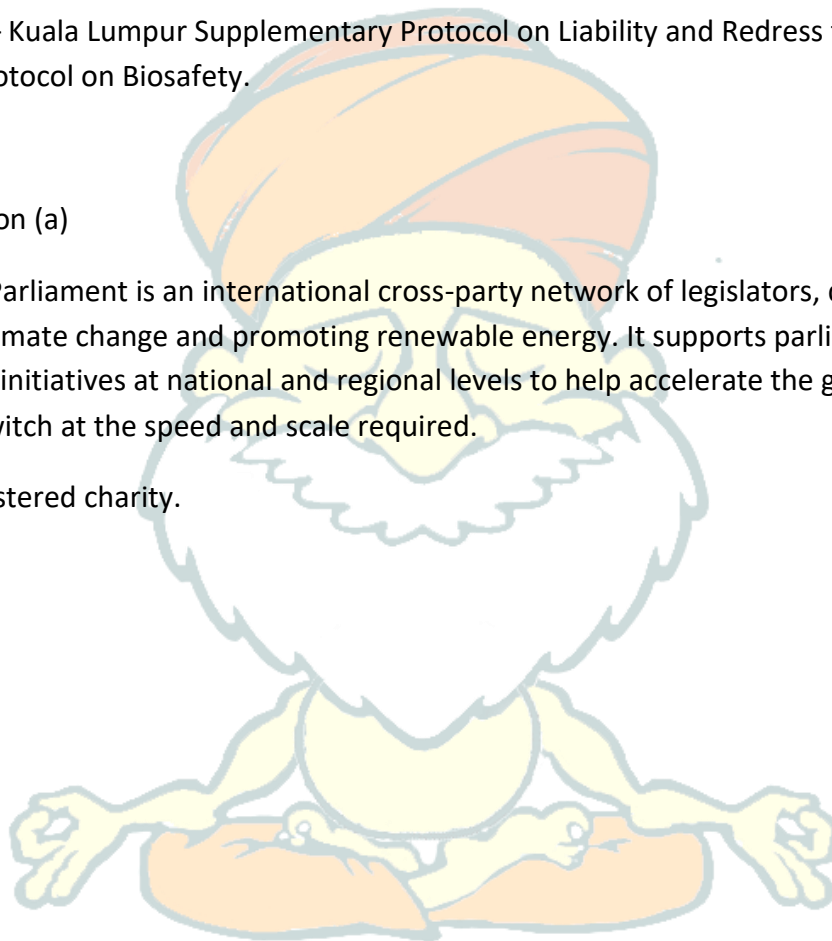 Kuala Lumpur Supplementary Protocol on Liability and Redress
otocol on Biosafety.
on (a)
Parliament is an international cross-party network of legislators,
mate change and promoting renewable energy. It supports parli
initiatives at national and regional levels to help accelerate the g
vitch at the speed and scale required.
stered charity.